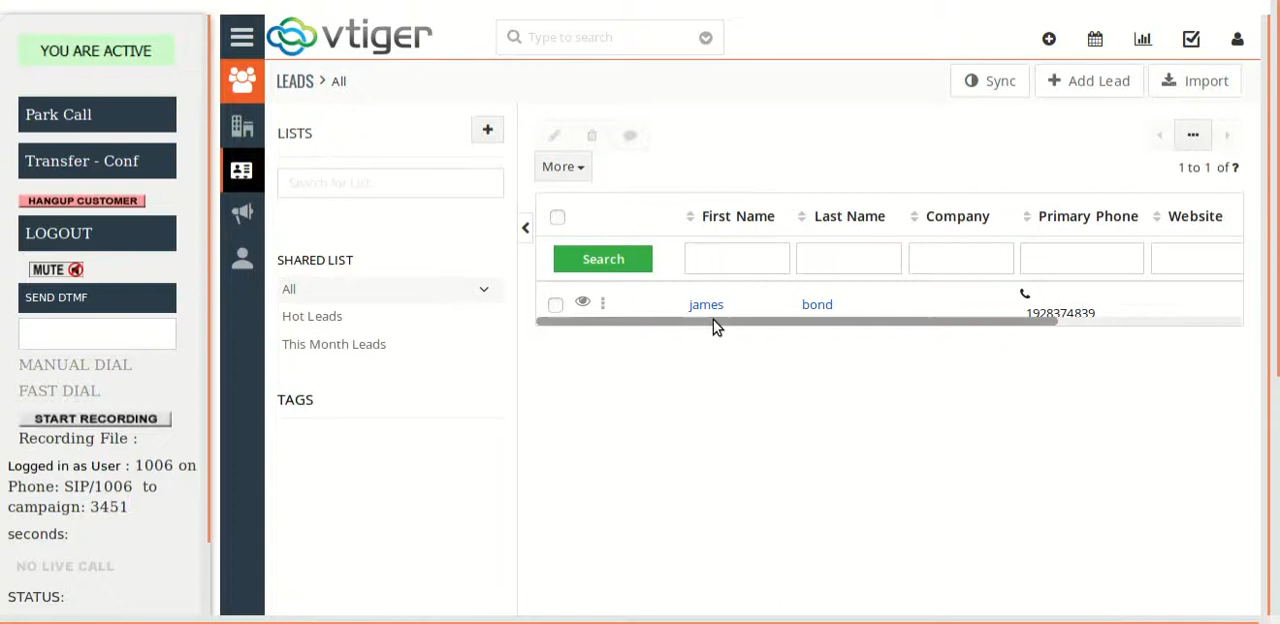 YOU ARE ACTIVE
Park Call
Transfer - Conf
HANGUP CUSTOMER
LOGOUT
MUTE
SEND DTMF
MANUAL DIAL
FAST DIAL
START RECORDING
Recording File :
Logged in as User : 1006 on
Phone: SIP/1006 to
campaign: 3451
seconds:
NO LIVE CALL
STATUS:
vtiger
Type to search
LEADS > All
Sync
Add Lead
Import
LISTS
Search for List
SHARED LIST
All
Hot Leads
This Month Leads
TAGS
More
1 to 1 of ?
First Name Last Name Company Primary Phone Website
Search
james bond 1928374839